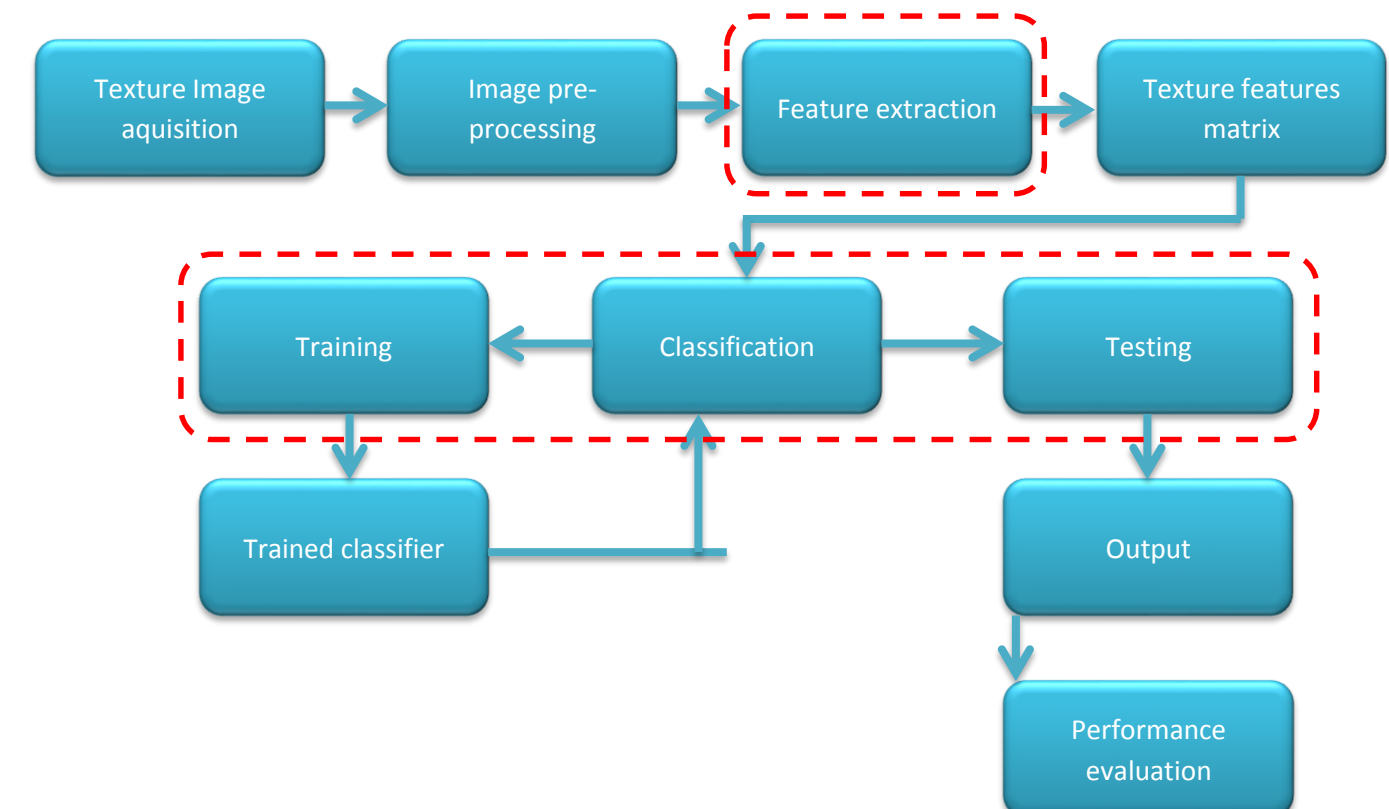 Texture Image
aquisition
Image pre-
processing
Feature extraction
Texture features
matrix
Training
Classification
Testing
Trained classifier
Output
Performance
evaluation